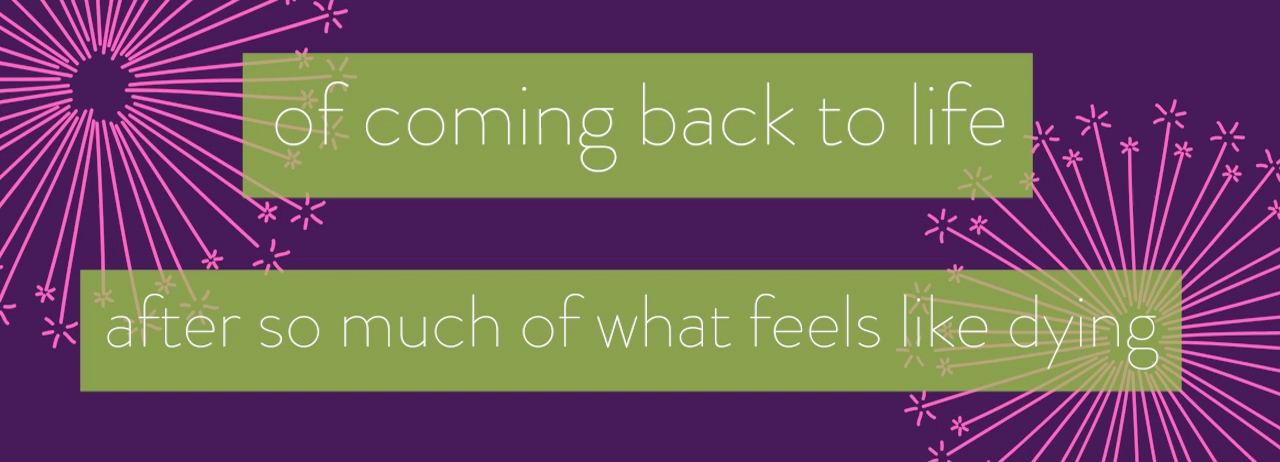 of coming back to life
after so much of what feels like dying